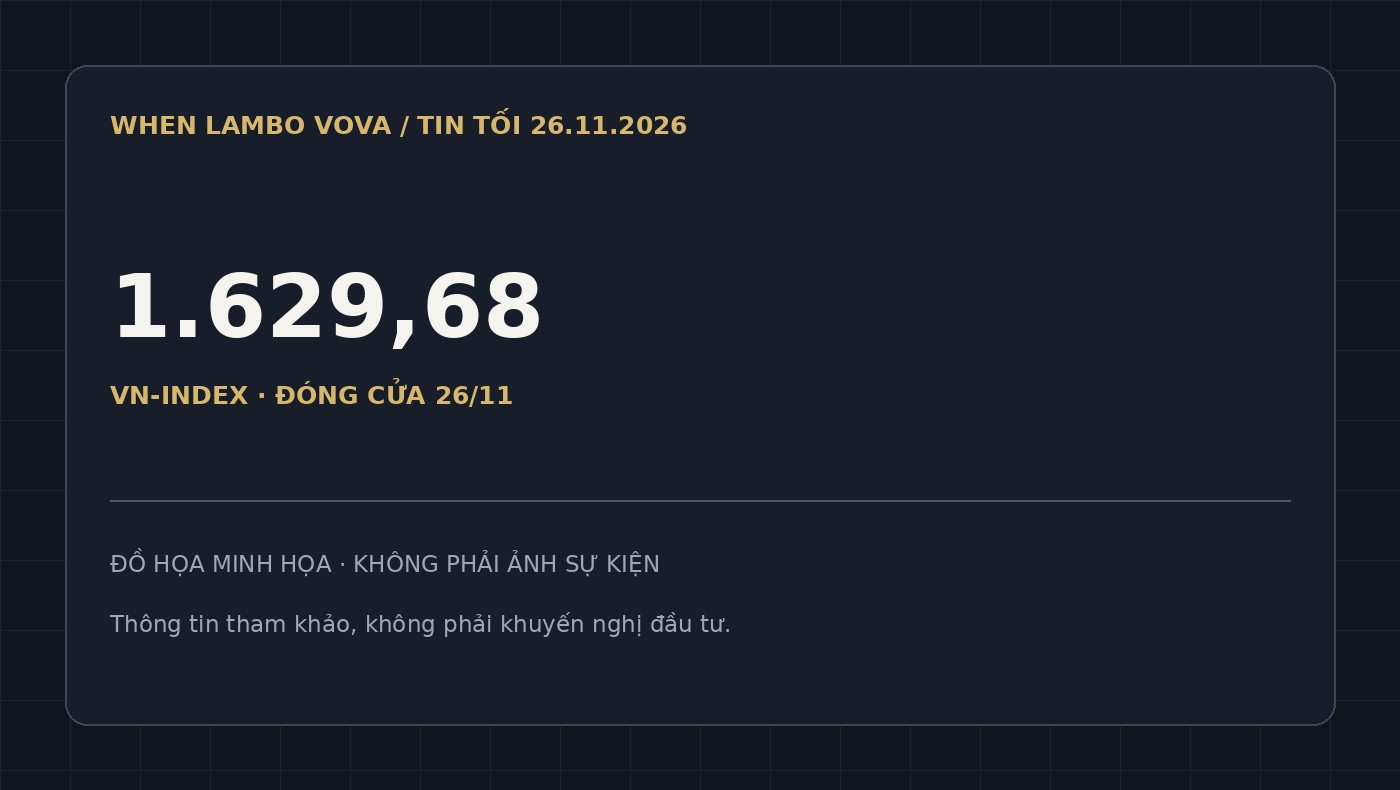 WHEN LAMBO VOVA / TIN TỐI 26.11.2026
1.629,68
VN-INDEX · ĐÓNG CỬA 26/11
ĐỒ HỌA MINH HỌA · KHÔNG PHẢI ẢNH SỰ KIỆN
Thông tin tham khảo, không phải khuyến nghị đầu tư.